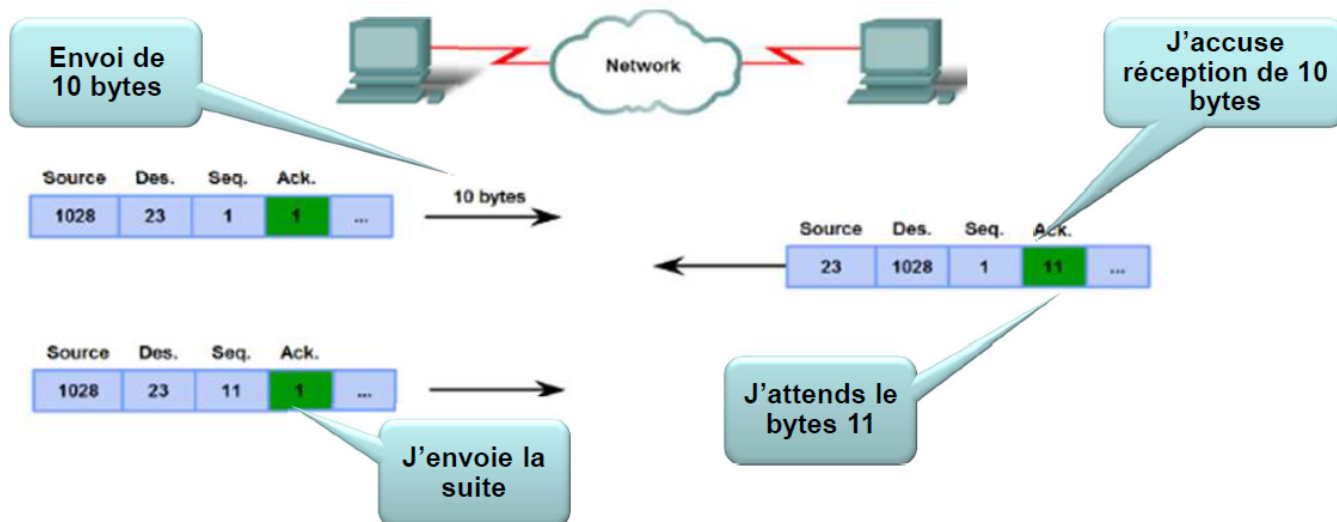 Envoi de
10 bytes
Network
J’accuse
réception de 10
bytes
Source Des. Seq. Ack.
1028 23 1 1 ...
10 bytes
Source Des. Seq. Ack.
23 1028 1 11 ...
Source Des. Seq. Ack.
1028 23 11 1 ...
J’envoie la
suite
J’attends le
bytes 11